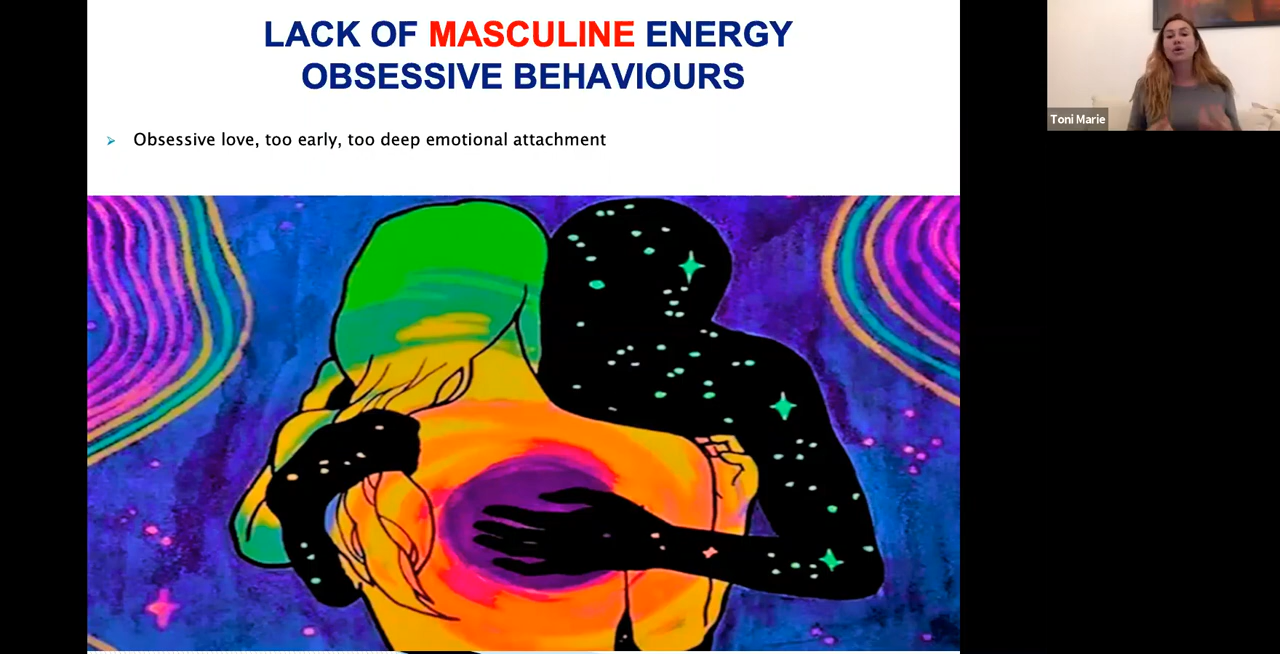 LACK OF MASCULINE ENERGY
OBSESSIVE BEHAVIOURS
Obsessive love, too early, too deep emotional attachment
Toni Marie